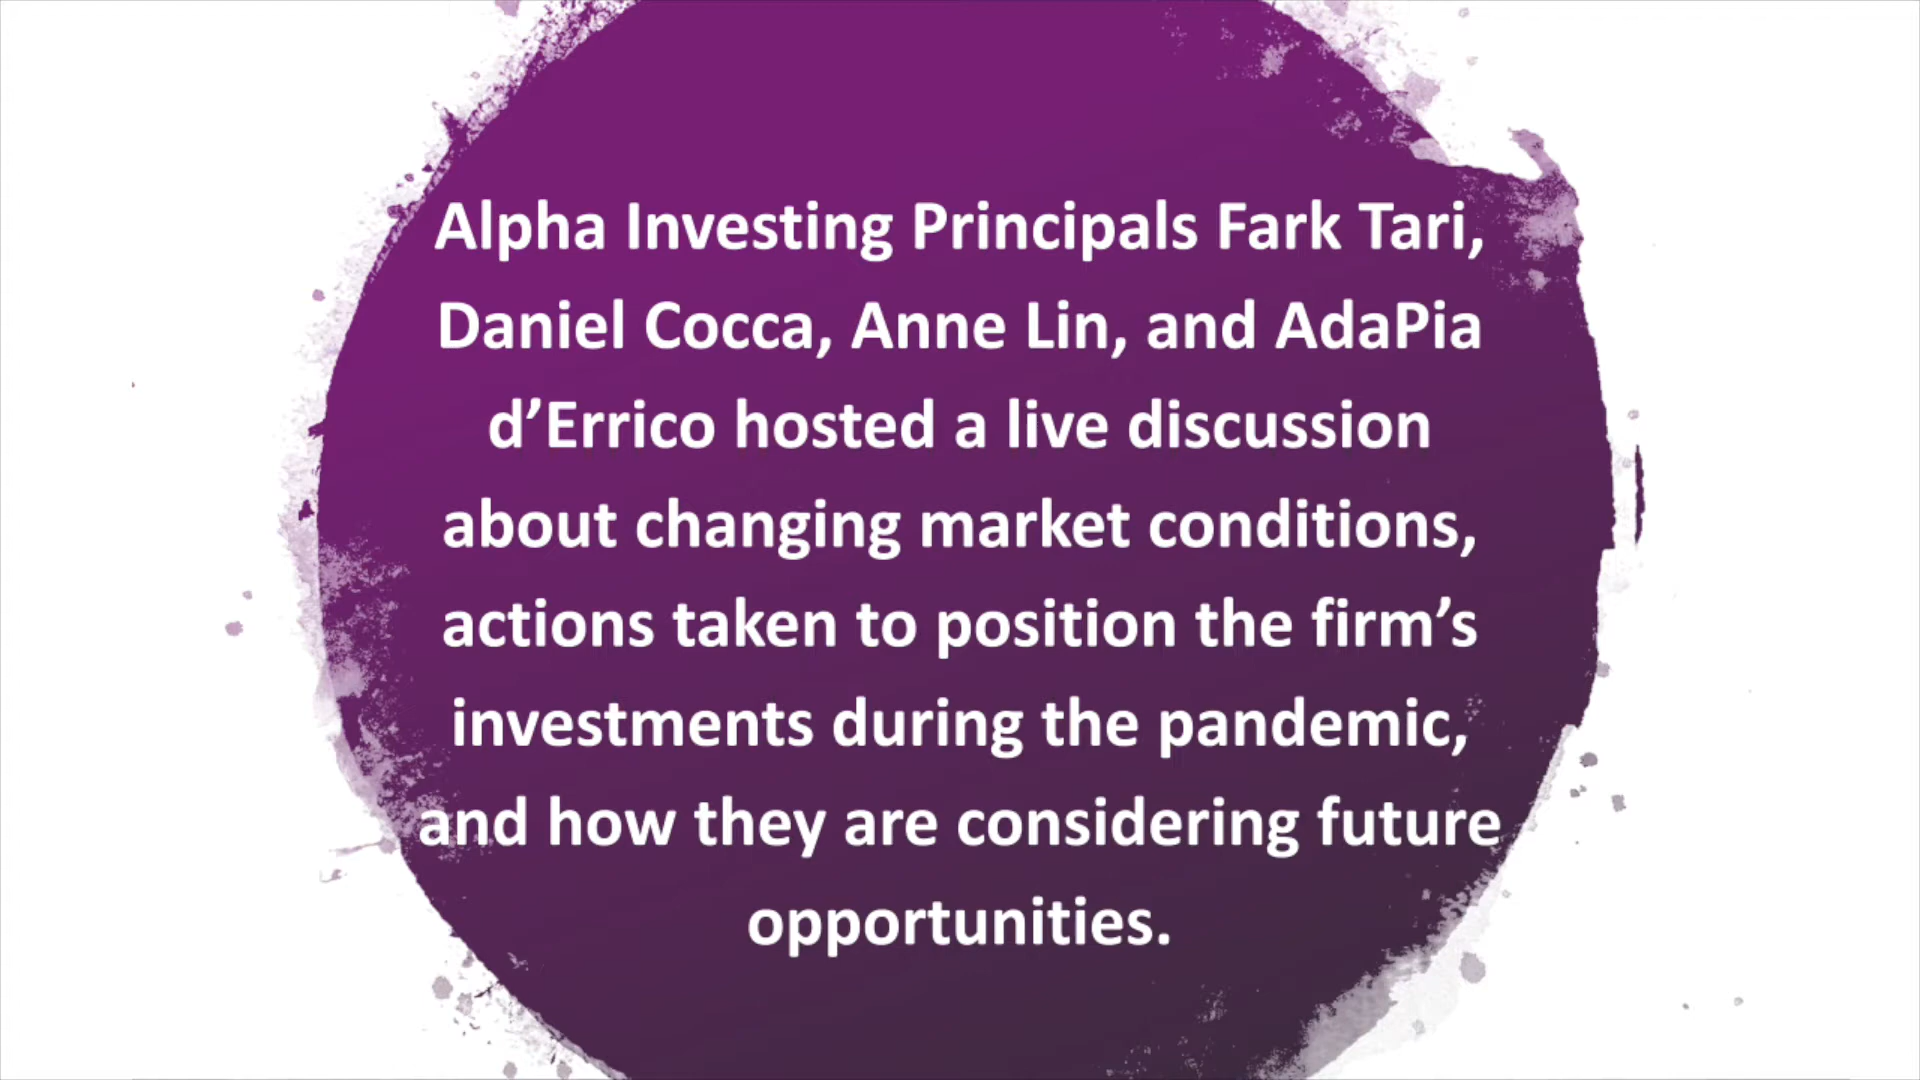 Alpha Investing Principals Fark Tari,
Daniel Cocca, Anne Lin, and AdaPia
d’Errico hosted a live discussion
about changing market conditions,
actions taken to position the firm’s
investments during the pandemic,
and how they are considering future
opportunities.